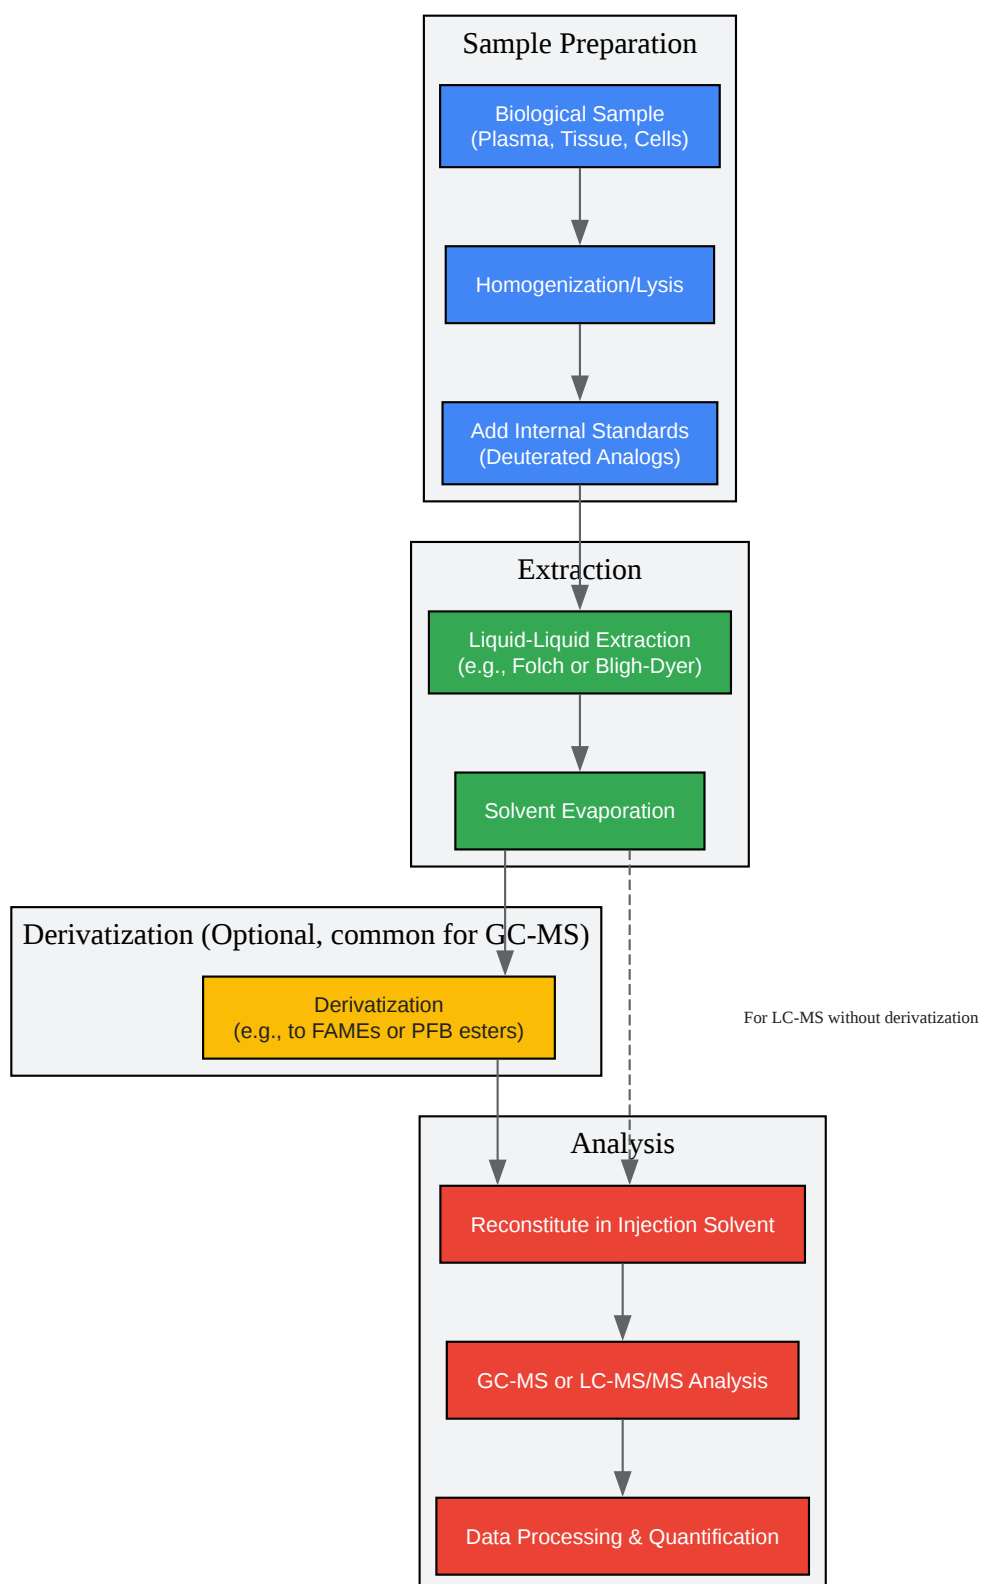 Sample Preparation
Biological Sample
(Plasma, Tissue, Cells)
Homogenization/Lysis
Add Internal Standards
(Deuterated Analogs)
Extraction
Liquid-Liquid Extraction
(e.g., Folch or Bligh-Dyer)
Solvent Evaporation
Derivatization (Optional, common for GC-MS)
Derivatization
(e.g., to FAMEs or PFB esters)
For LC-MS without derivatization
Analysis
Reconstitute in Injection Solvent
GC-MS or LC-MS/MS Analysis
Data Processing & Quantification